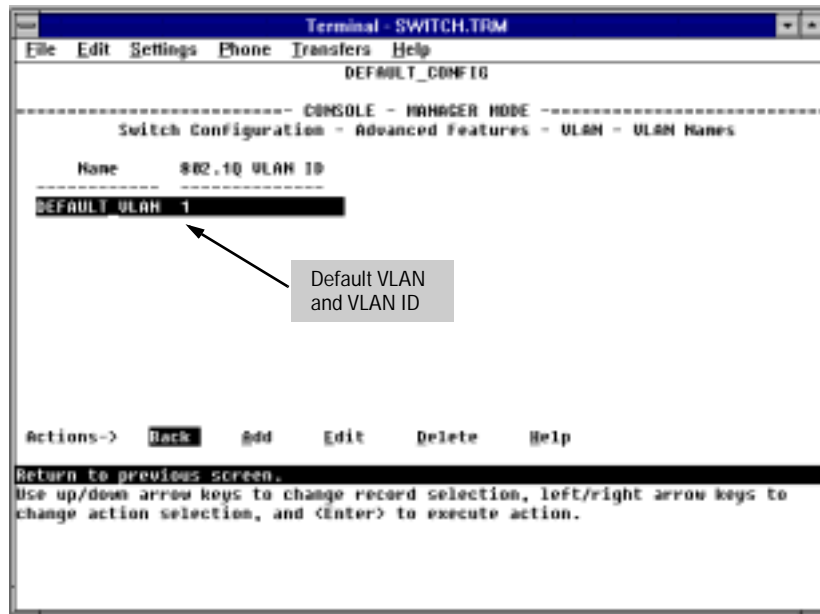 Terminal - SWITCH.TRM
File Edit Settings Phone Transfers Help
DEFAULT_CONFIG
- CONSOLE - MANAGER MODE -
Switch Configuration - Advanced Features - VLAN - VLAN Names
Name 802.1Q VLAN ID
DEFAULT_VLAN 1
Default VLAN
and VLAN ID
Actions-> Back Add Edit Delete Help
Return to previous screen.
Use up/down arrow keys to change record selection, left/right arrow keys to
change action selection, and <Enter> to execute action.